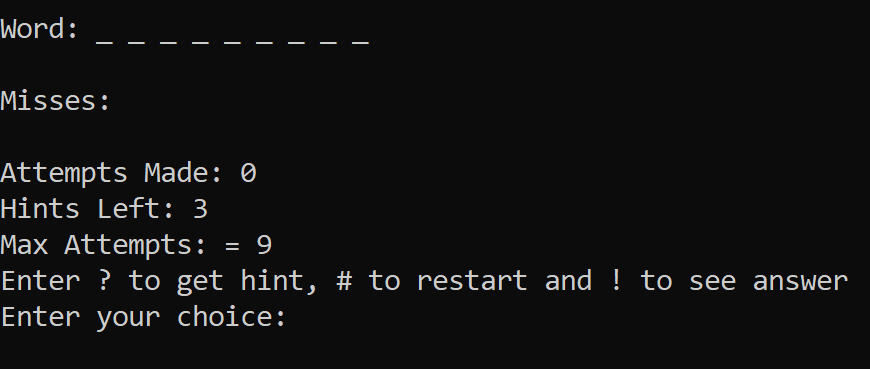 Word: _ _ _ _ _ _ _ _ _
Misses:
Attempts Made: 0
Hints Left: 3
Max Attempts: = 9
Enter ? to get hint, # to restart and ! to see answer
Enter your choice: